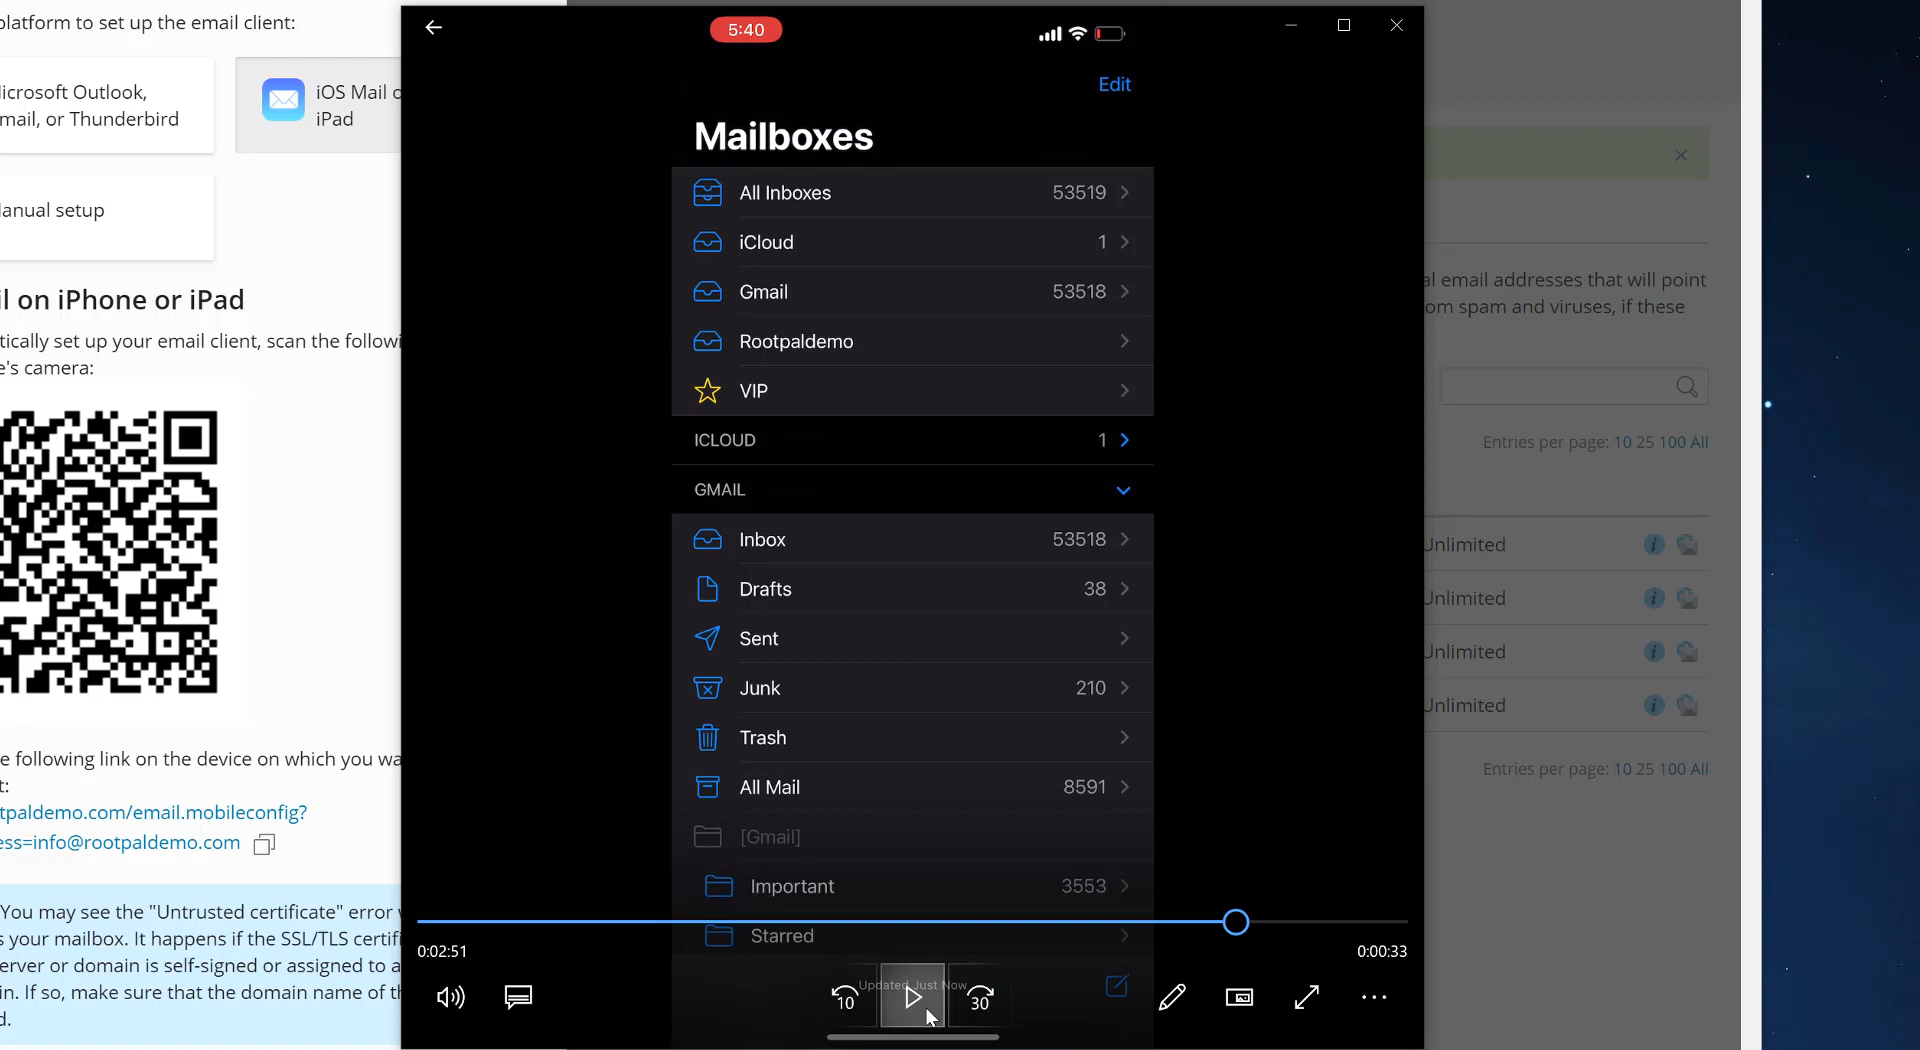 platform to set up the email client:
icrosoft Outlook,
mail, or Thunderbird
iOS Mail
iPad
anual setup
il on iPhone or iPad
tically set up your email client, scan the followi
e's camera:
e following link on the device on which you wa
t:
tpaldemo.com/email.mobileconfig?
ess=info@rootpaldemo.com
You may see the "Untrusted certificate" error
s your mailbox. It happens if the SSL/TLS certifi
erver or domain is self-signed or assigned to a
in. If so, make sure that the domain name of t
d.
5:40
Edit
Mailboxes
All Inboxes 53519
iCloud 1
Gmail 53518
Rootpaldemo
VIP
ICLOUD 1
GMAIL
Inbox 53518
Drafts 38
Sent
Junk 210
Trash
All Mail 8591
[Gmail]
Important 3553
Starred
0:02:51
0:00:33
Updated Just Now
10
30
al email addresses that will point
om spam and viruses, if these
Entries per page: 10 25 100 All
Unlimited
Unlimited
Unlimited
Unlimited
Entries per page: 10 25 100 All